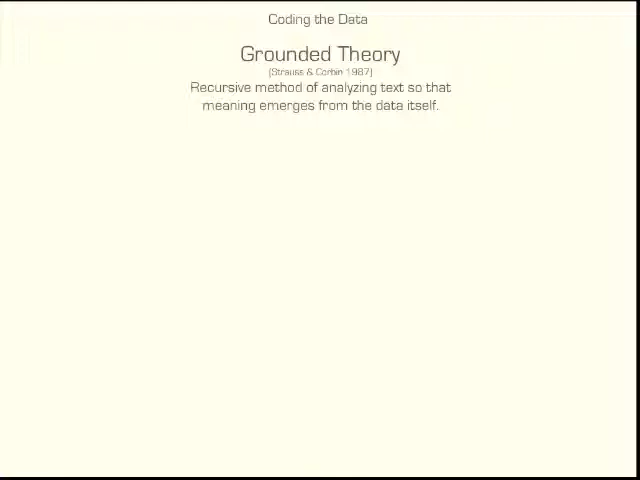 Coding the Data
Grounded Theory
(Strauss & Corbin 1987)
Recursive method of analyzing text so that
meaning emerges from the data itself.